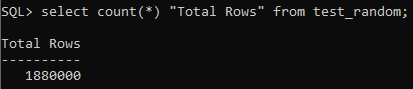 SQL> select count(*) "Total Rows" from test_random;
Total Rows
----------
1880000